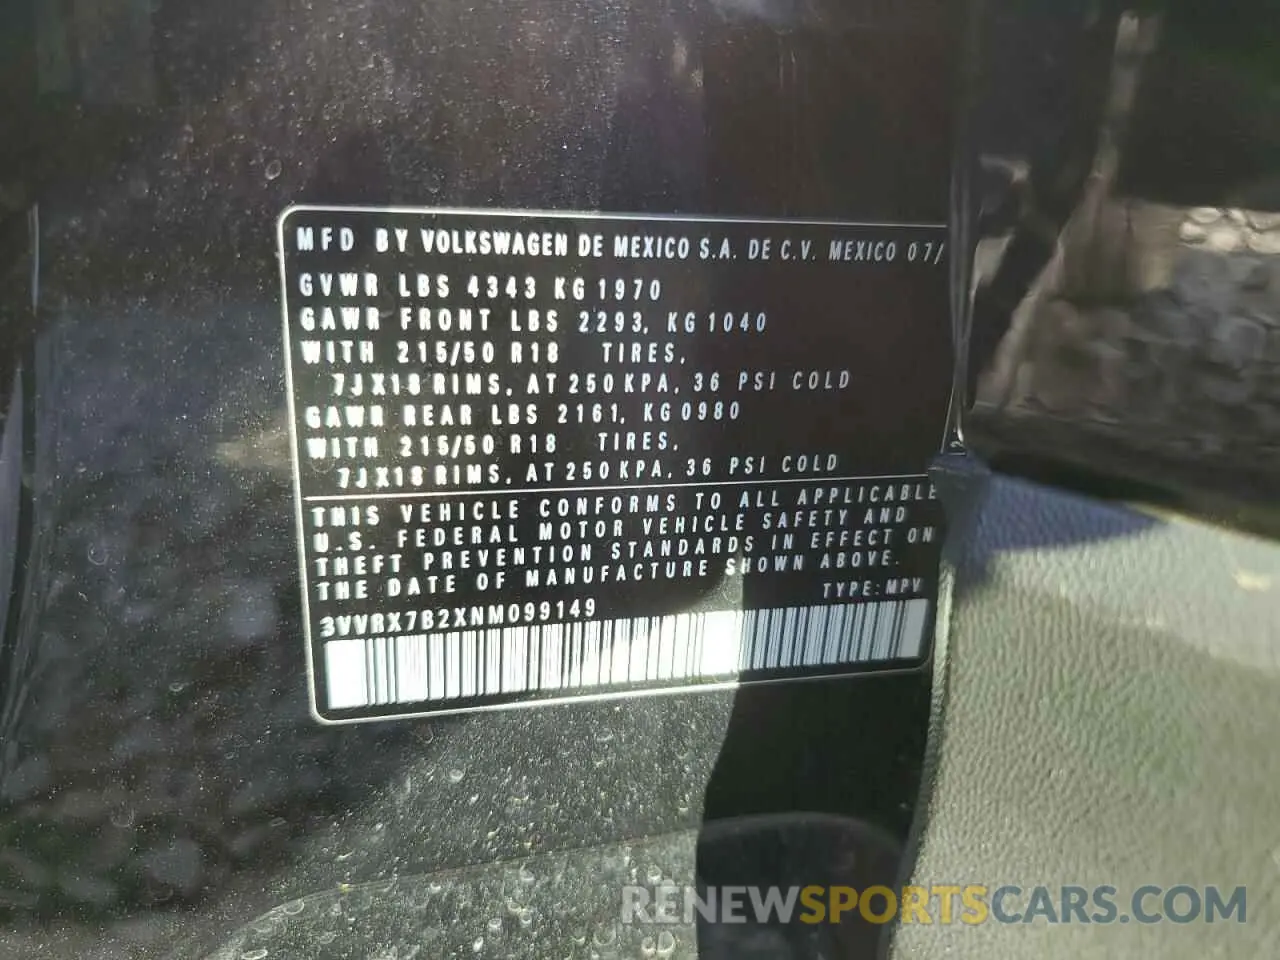 MFD BY VOLKSWAGEN DE MEXICO S.A. DE C.V. MEXICO 07/
GVWR LBS 4343 KG 1970
GAWR FRONT LBS 2293, KG 1040
WITH 215/50 R18 TIRES,
7JX18 RIMS, AT 250 KPA, 36 PSI COLD
GAWR REAR LBS 2161, KG 0980
WITH 215/50 R18 TIRES,
7JX18 RIMS, AT 250 KPA, 36 PSI COLD
THIS VEHICLE CONFORMS TO ALL APPLICABLE
U.S. FEDERAL MOTOR VEHICLE SAFETY AND
THEFT PREVENTION STANDARDS IN EFFECT ON
THE DATE OF MANUFACTURE SHOWN ABOVE.
TYPE: MPV
3VVRX7B2XNM099149
RENEWSPORTSCARS.COM